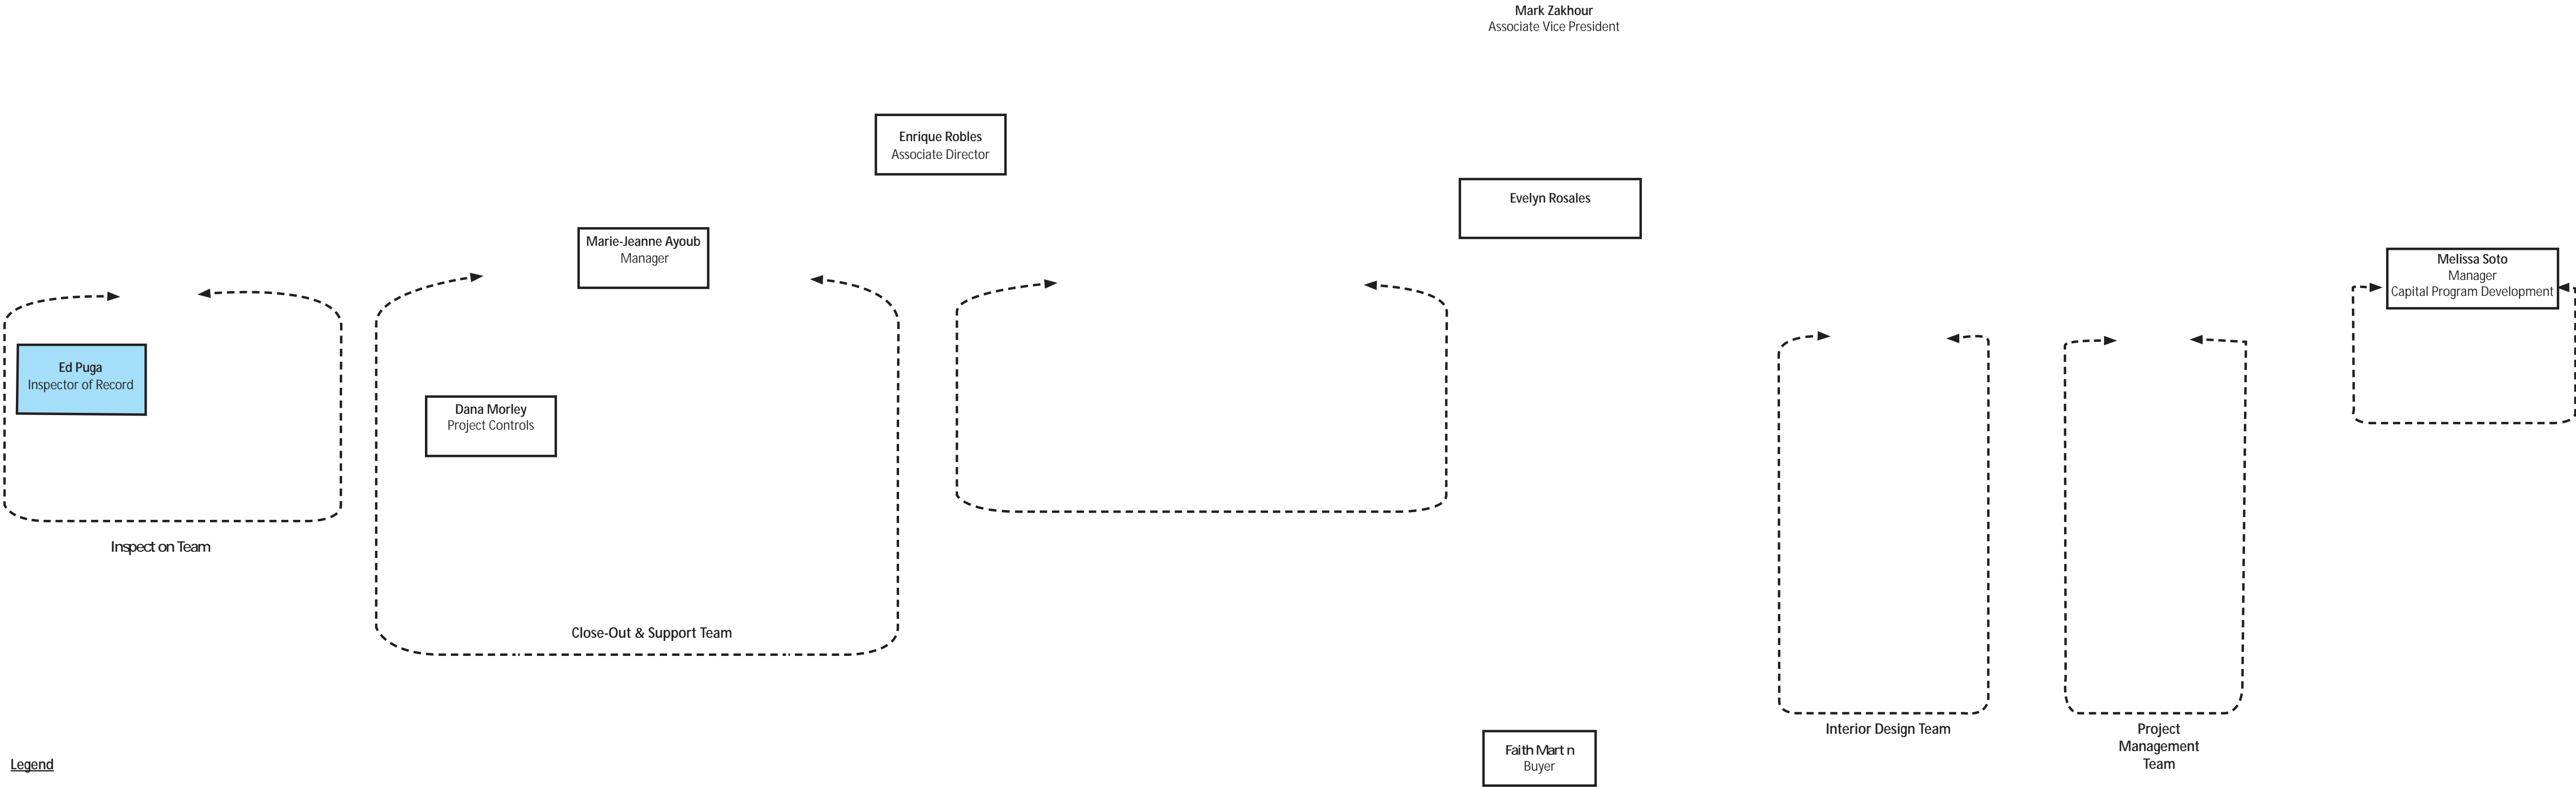 Mark Zakhour
Associate Vice President
Enrique Robles
Associate Director
Evelyn Rosales
Marie-Jeanne Ayoub
Manager
Melissa Soto
Manager
Capital Program Development
Ed Puga
Inspector of Record
Dana Morley
Project Controls
Inspect on Team
Close-Out & Support Team
Interior Design Team
Project
Management
Team
Faith Mart n
Buyer
Legend